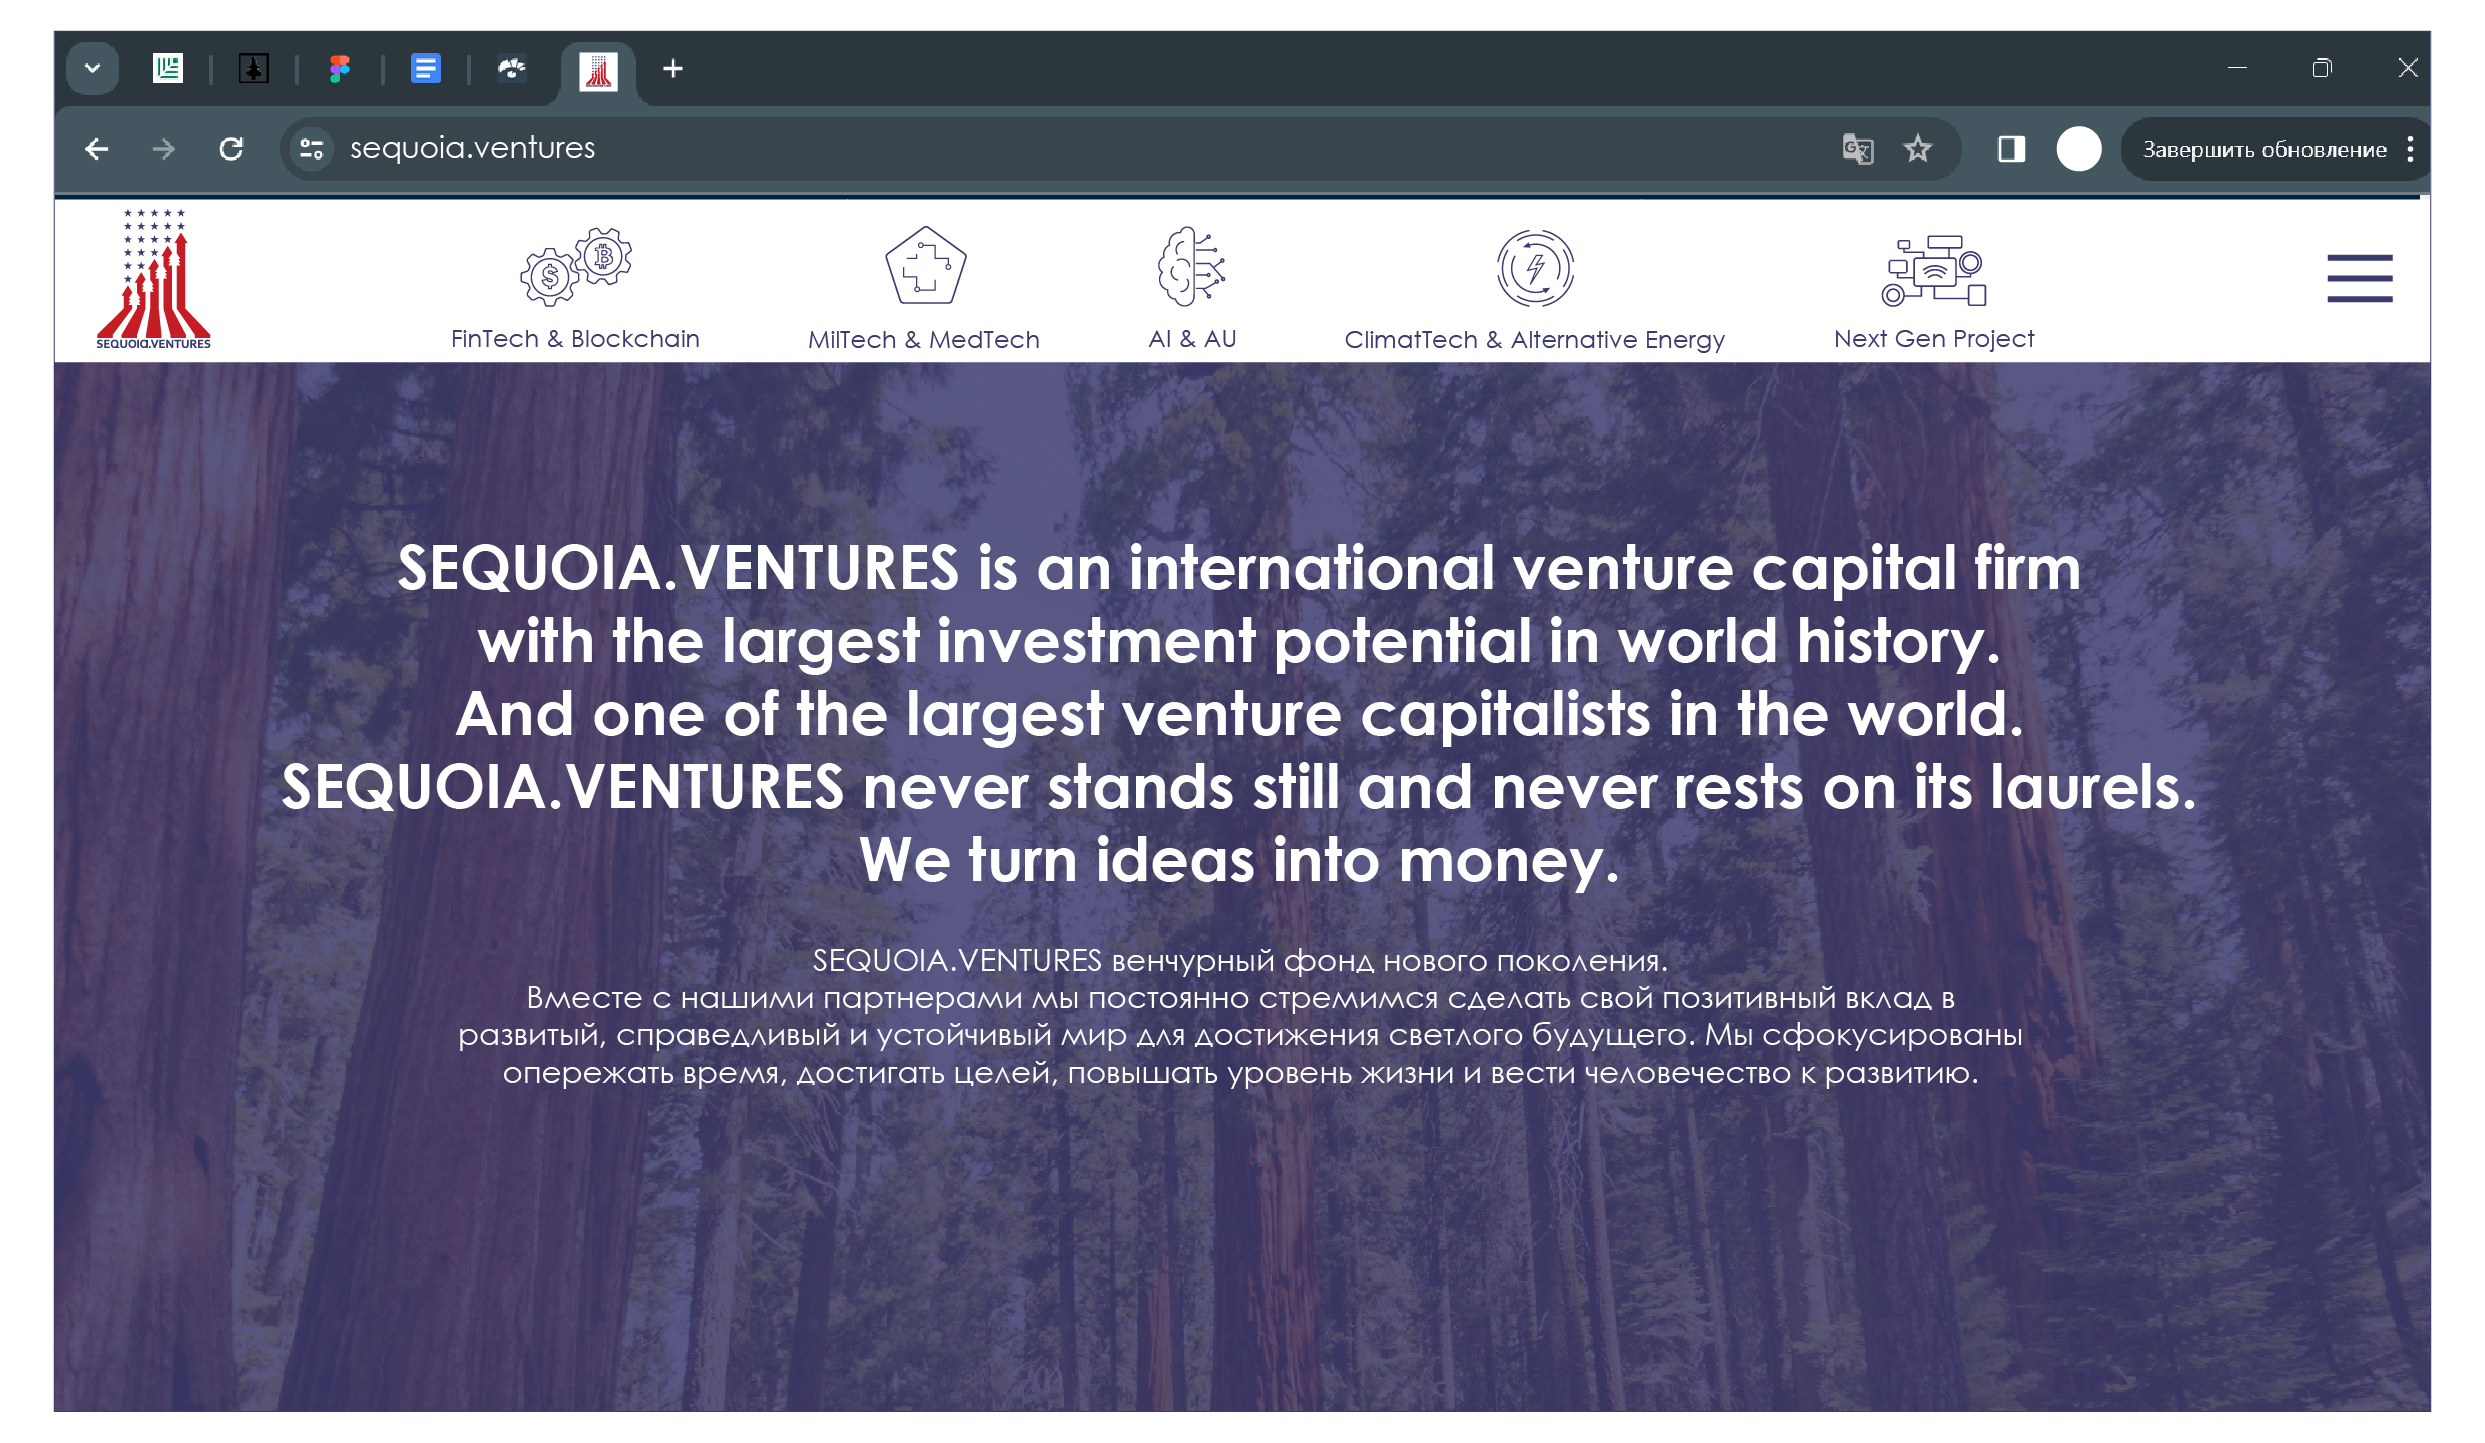 sequoia.ventures
Завершить обновление
SEQUOIA.VENTURES
FinTech & Blockchain
MilTech & MedTech
AI & AU
ClimatTech & Alternative Energy
Next Gen Project
SEQUOIA.VENTURES is an international venture capital firm
with the largest investment potential in world history.
And one of the largest venture capitalists in the world.
SEQUOIA.VENTURES never stands still and never rests on its laurels.
We turn ideas into money.
SEQUOIA.VENTURES венчурный фонд нового поколения.
Вместе с нашими партнерами мы постоянно стремимся сделать свой позитивный вклад в
развитый, справедливый и устойчивый мир для достижения светлого будущего. Мы сфокусированы
опережать время, достигать целей, повышать уровень жизни и вести человечество к развитию.